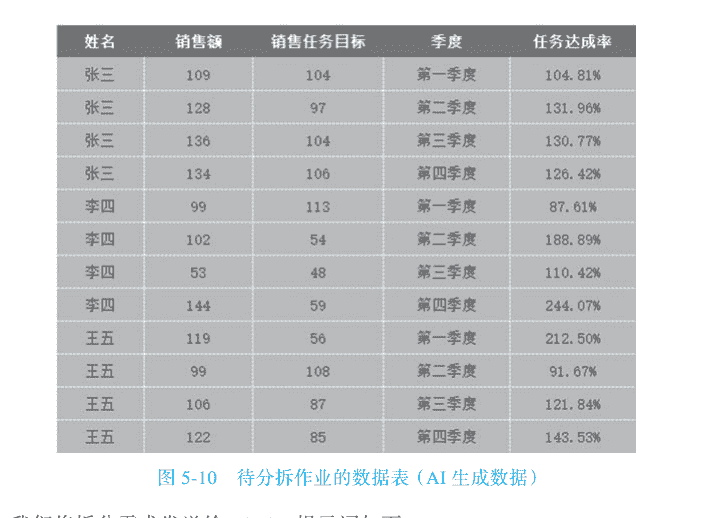 姓名 销售额 销售任务目标 季度 任务达成率
张三 109 104 第一季度 104.81%
张三 128 97 第二季度 131.96%
张三 136 104 第三季度 130.77%
张三 134 106 第四季度 126.42%
李四 99 113 第一季度 87.61%
李四 102 54 第二季度 188.89%
李四 53 48 第三季度 110.42%
李四 144 59 第四季度 244.07%
王五 119 56 第一季度 212.50%
王五 99 108 第二季度 91.67%
王五 106 87 第三季度 121.84%
王五 122 85 第四季度 143.53%
图 5-10 待分拆作业的数据表（AI 生成数据）